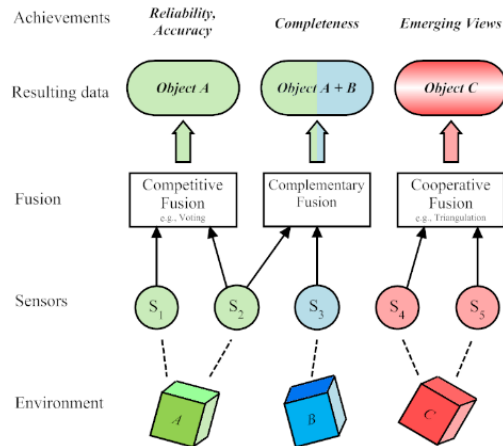 Achievements
Reliability,
Accuracy
Completeness
Emerging Views
Resulting data
Object A
Object A + B
Object C
Fusion
Competitive
Fusion
e.g., Voting
Complementary
Fusion
Cooperative
Fusion
e.g., Triangulation
Sensors
S1
S2
S3
S4
S5
Environment
A
B
C